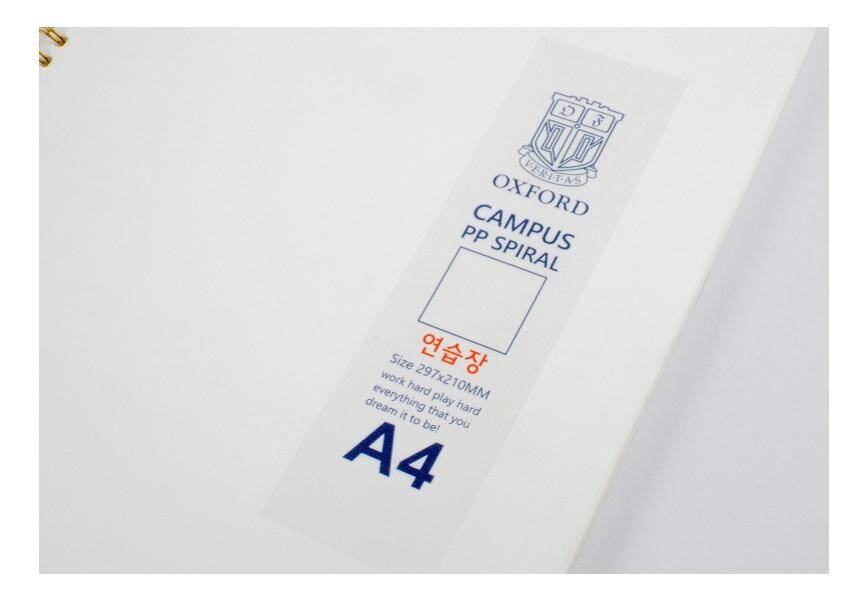 VERITAS
OXFORD
CAMPUS
PP SPIRAL
연습장
Size 297x210MM
work hard play hard
everything that you
dream it to be!
A4